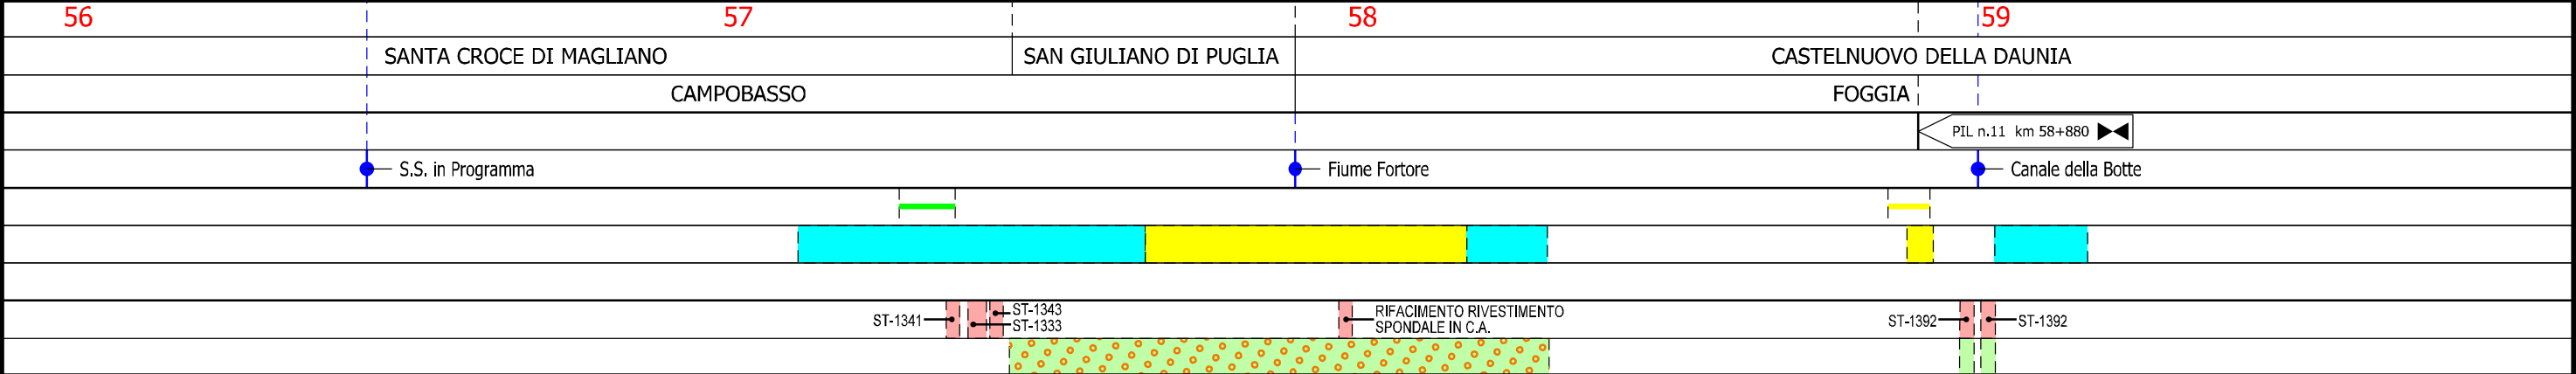 56 57 58 59
SANTA CROCE DI MAGLIANO SAN GIULIANO DI PUGLIA CASTELNUOVO DELLA DAUNIA
CAMPOBASSO FOGGIA
PIL n.11 km 58+880
S.S. in Programma Fiume Fortore Canale della Botte
ST-1341
ST-1343
ST-1333
RIFACIMENTO RIVESTIMENTO
SPONDALE IN C.A.
ST-1392 ST-1392